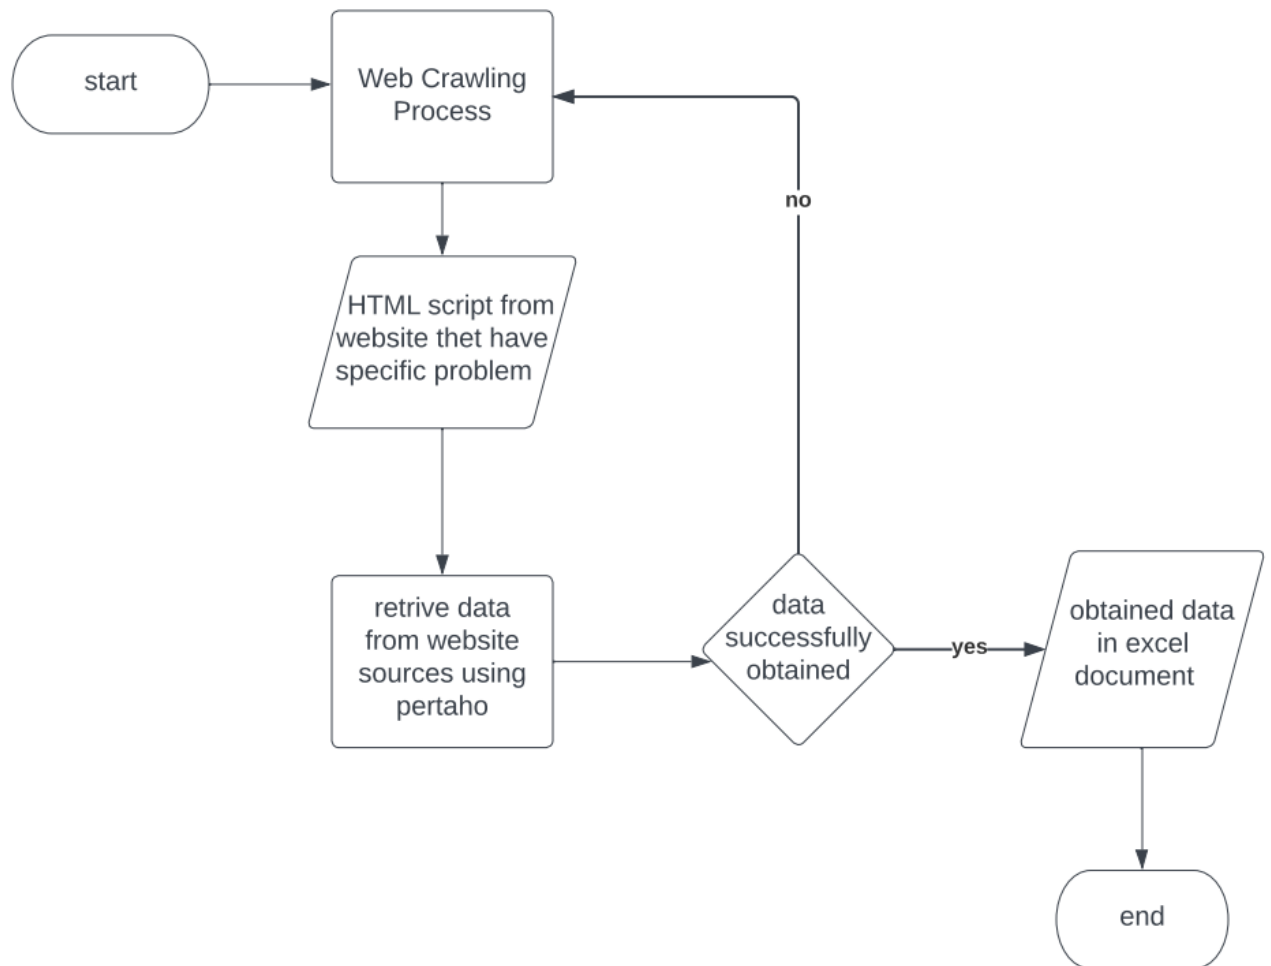 start
Web Crawling
Process
no
HTML script from
website thet have
specific problem
retrive data
from website
sources using
pertaho
data
successfully
obtained
yes
obtained data
in excel
document
end